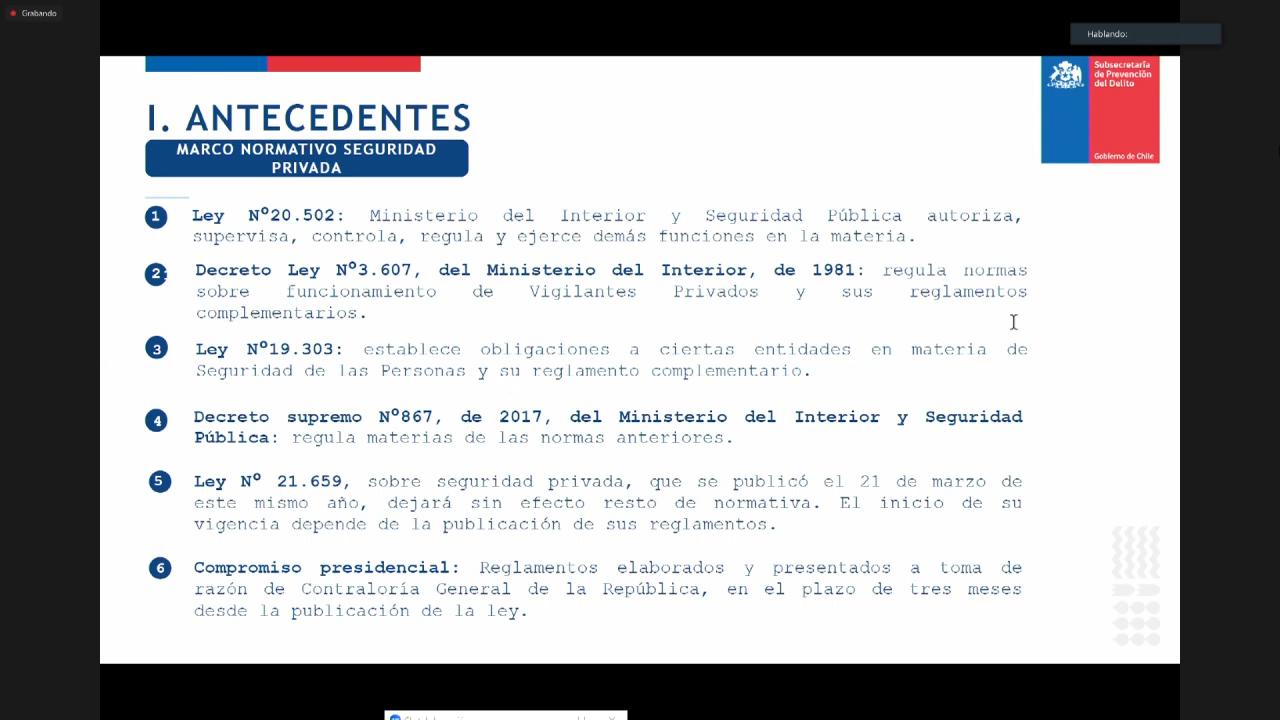 Grabando
Hablando:
Subsecretaría
de Prevención
del Delito
Gobierno de Chile
I. ANTECEDENTES
MARCO NORMATIVO SEGURIDAD
PRIVADA
1 Ley Nº20.502: Ministerio del Interior y Seguridad Pública autoriza,
supervisa, controla, regula y ejerce demás funciones en la materia.
2 Decreto Ley Nº3.607, del Ministerio del Interior, de 1981: regula normas
sobre funcionamiento de Vigilantes Privados y sus reglamentos
complementarios.
3 Ley Nº19.303: establece obligaciones a ciertas entidades en materia de
Seguridad de las Personas y su reglamento complementario.
4 Decreto supremo Nº867, de 2017, del Ministerio del Interior y Seguridad
Pública: regula materias de las normas anteriores.
5 Ley Nº 21.659, sobre seguridad privada, que se publicó el 21 de marzo de
este mismo año, dejará sin efecto resto de normativa. El inicio de su
vigencia depende de la publicación de sus reglamentos.
6 Compromiso presidencial: Reglamentos elaborados y presentados a toma de
razón de Contraloría General de la República, en el plazo de tres meses
desde la publicación de la ley.